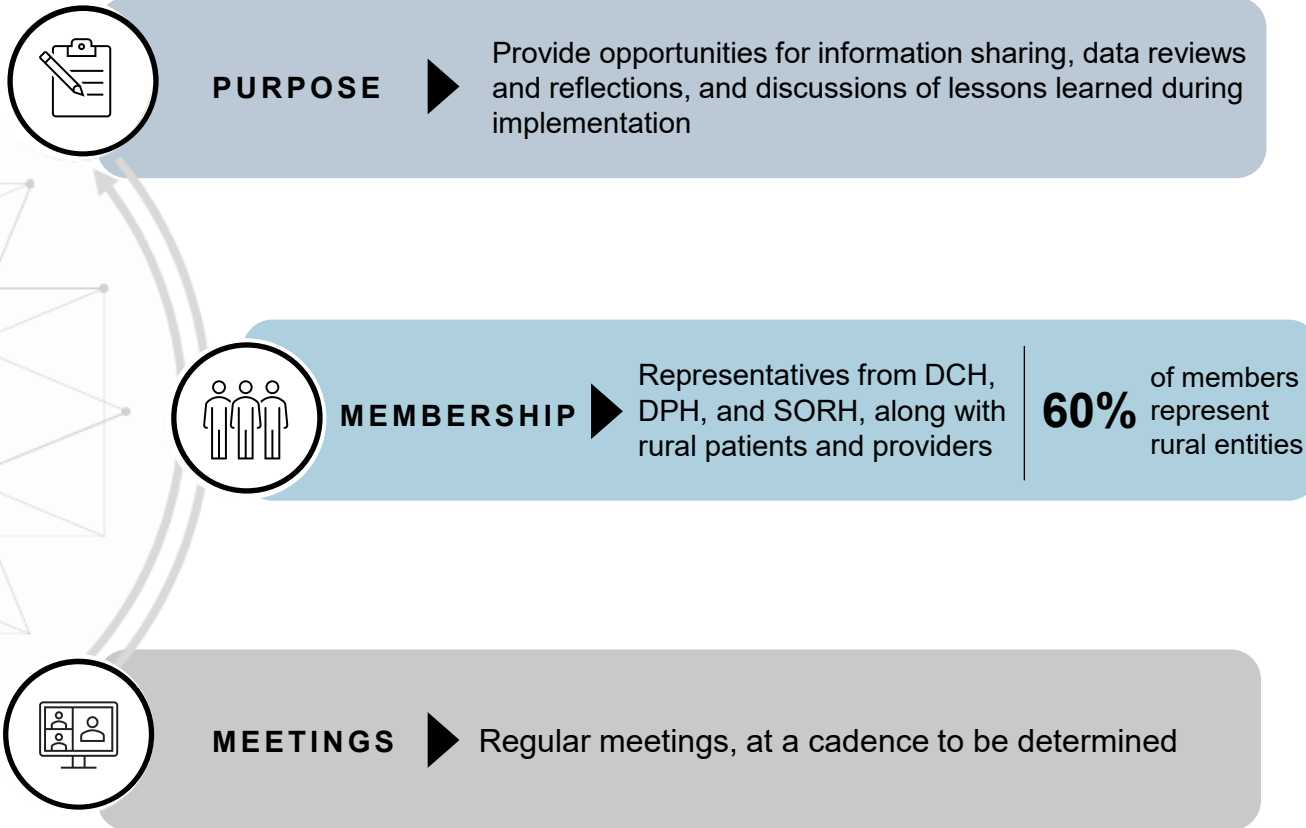 PURPOSE
Provide opportunities for information sharing, data reviews
and reflections, and discussions of lessons learned during
implementation
MEMBERSHIP
Representatives from DCH,
DPH, and SORH, along with
rural patients and providers
60%
of members
represent
rural entities
MEETINGS
Regular meetings, at a cadence to be determined